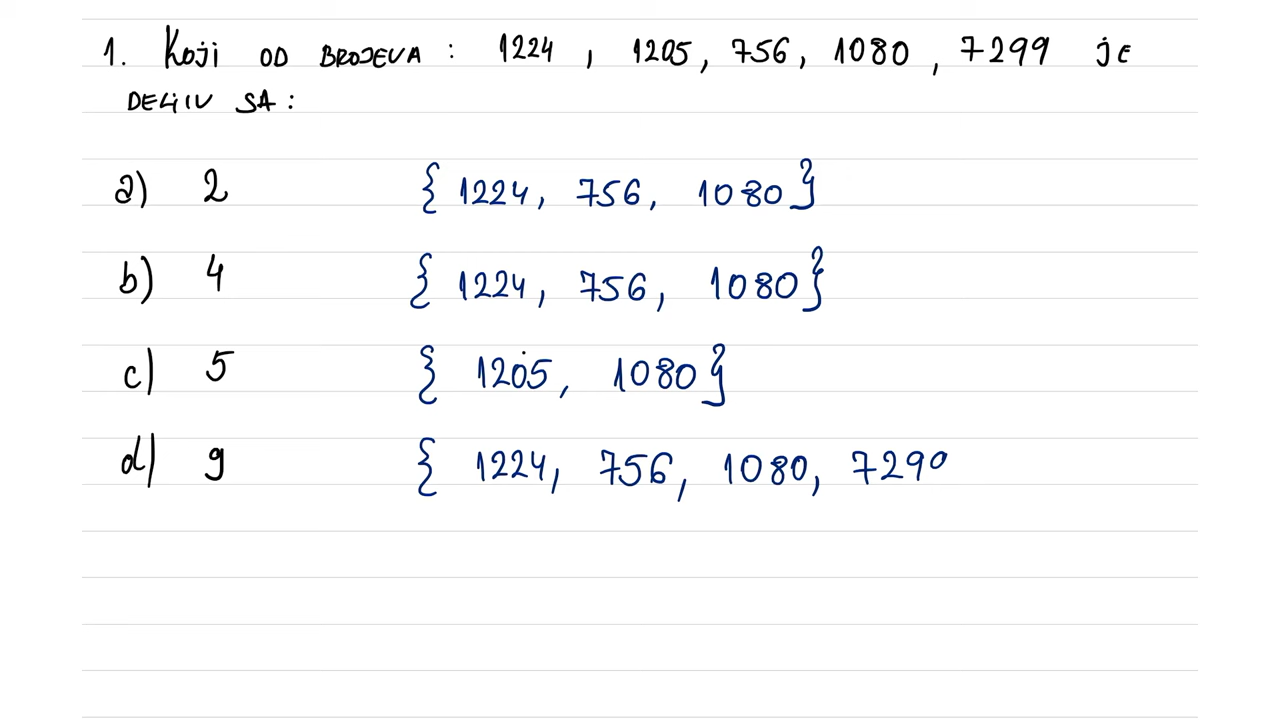 1. Koji OD BROJEVA : 1224 , 1205, 756, 1080, 7299 je
DELJIV SA :
a) 2 { 1224, 756, 1080}
b) 4 { 1224, 756, 1080}
c) 5 { 1205, 1080}
d) 9 { 1224, 756, 1080, 7299